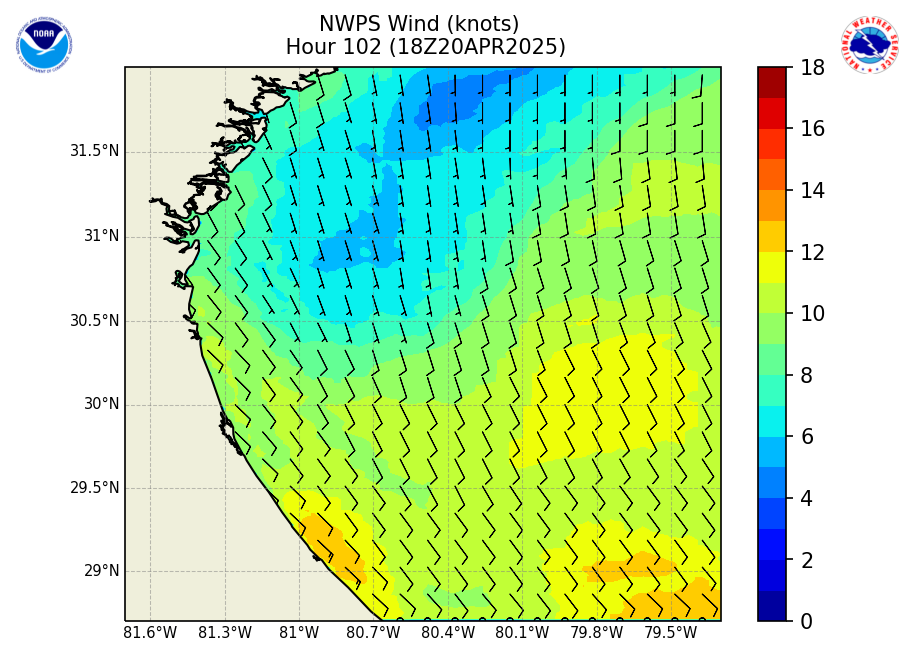 NWPS Wind (knots)
Hour 102 (18Z20APR2025)
NOAA
NATIONAL WEATHER SERVICE
18
16
14
12
10
8
6
4
2
0
31.5°N
31°N
30.5°N
30°N
29.5°N
29°N
81.6°W 81.3°W 81°W 80.7°W 80.4°W 80.1°W 79.8°W 79.5°W